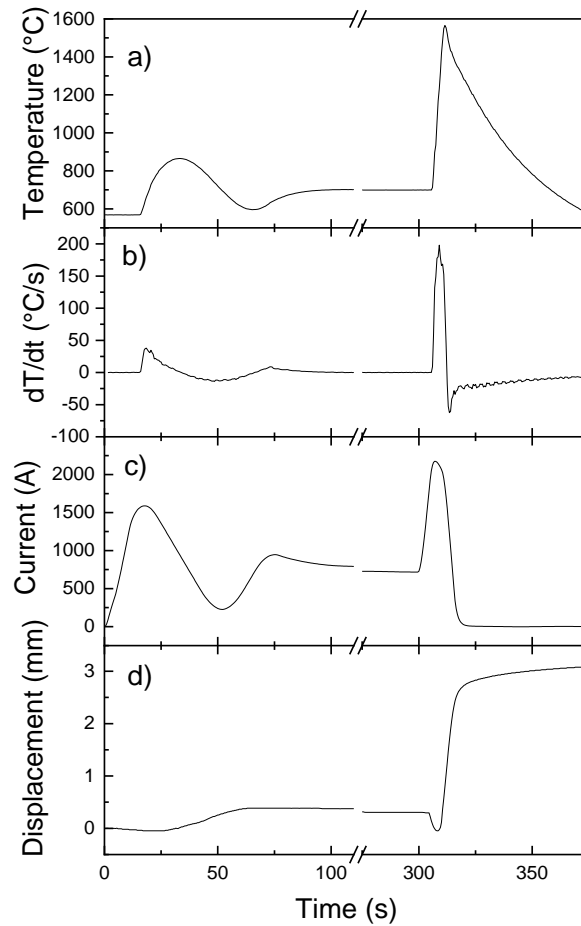 1600
1400
1200
1000
800
600
Temperature (°C)
a)
200
150
100
50
0
-50
-100
dT/dt (°C/s)
b)
2000
1500
1000
500
0
Current (A)
c)
3
2
1
0
Displacement (mm)
d)
0 50 100 300 350
Time (s)